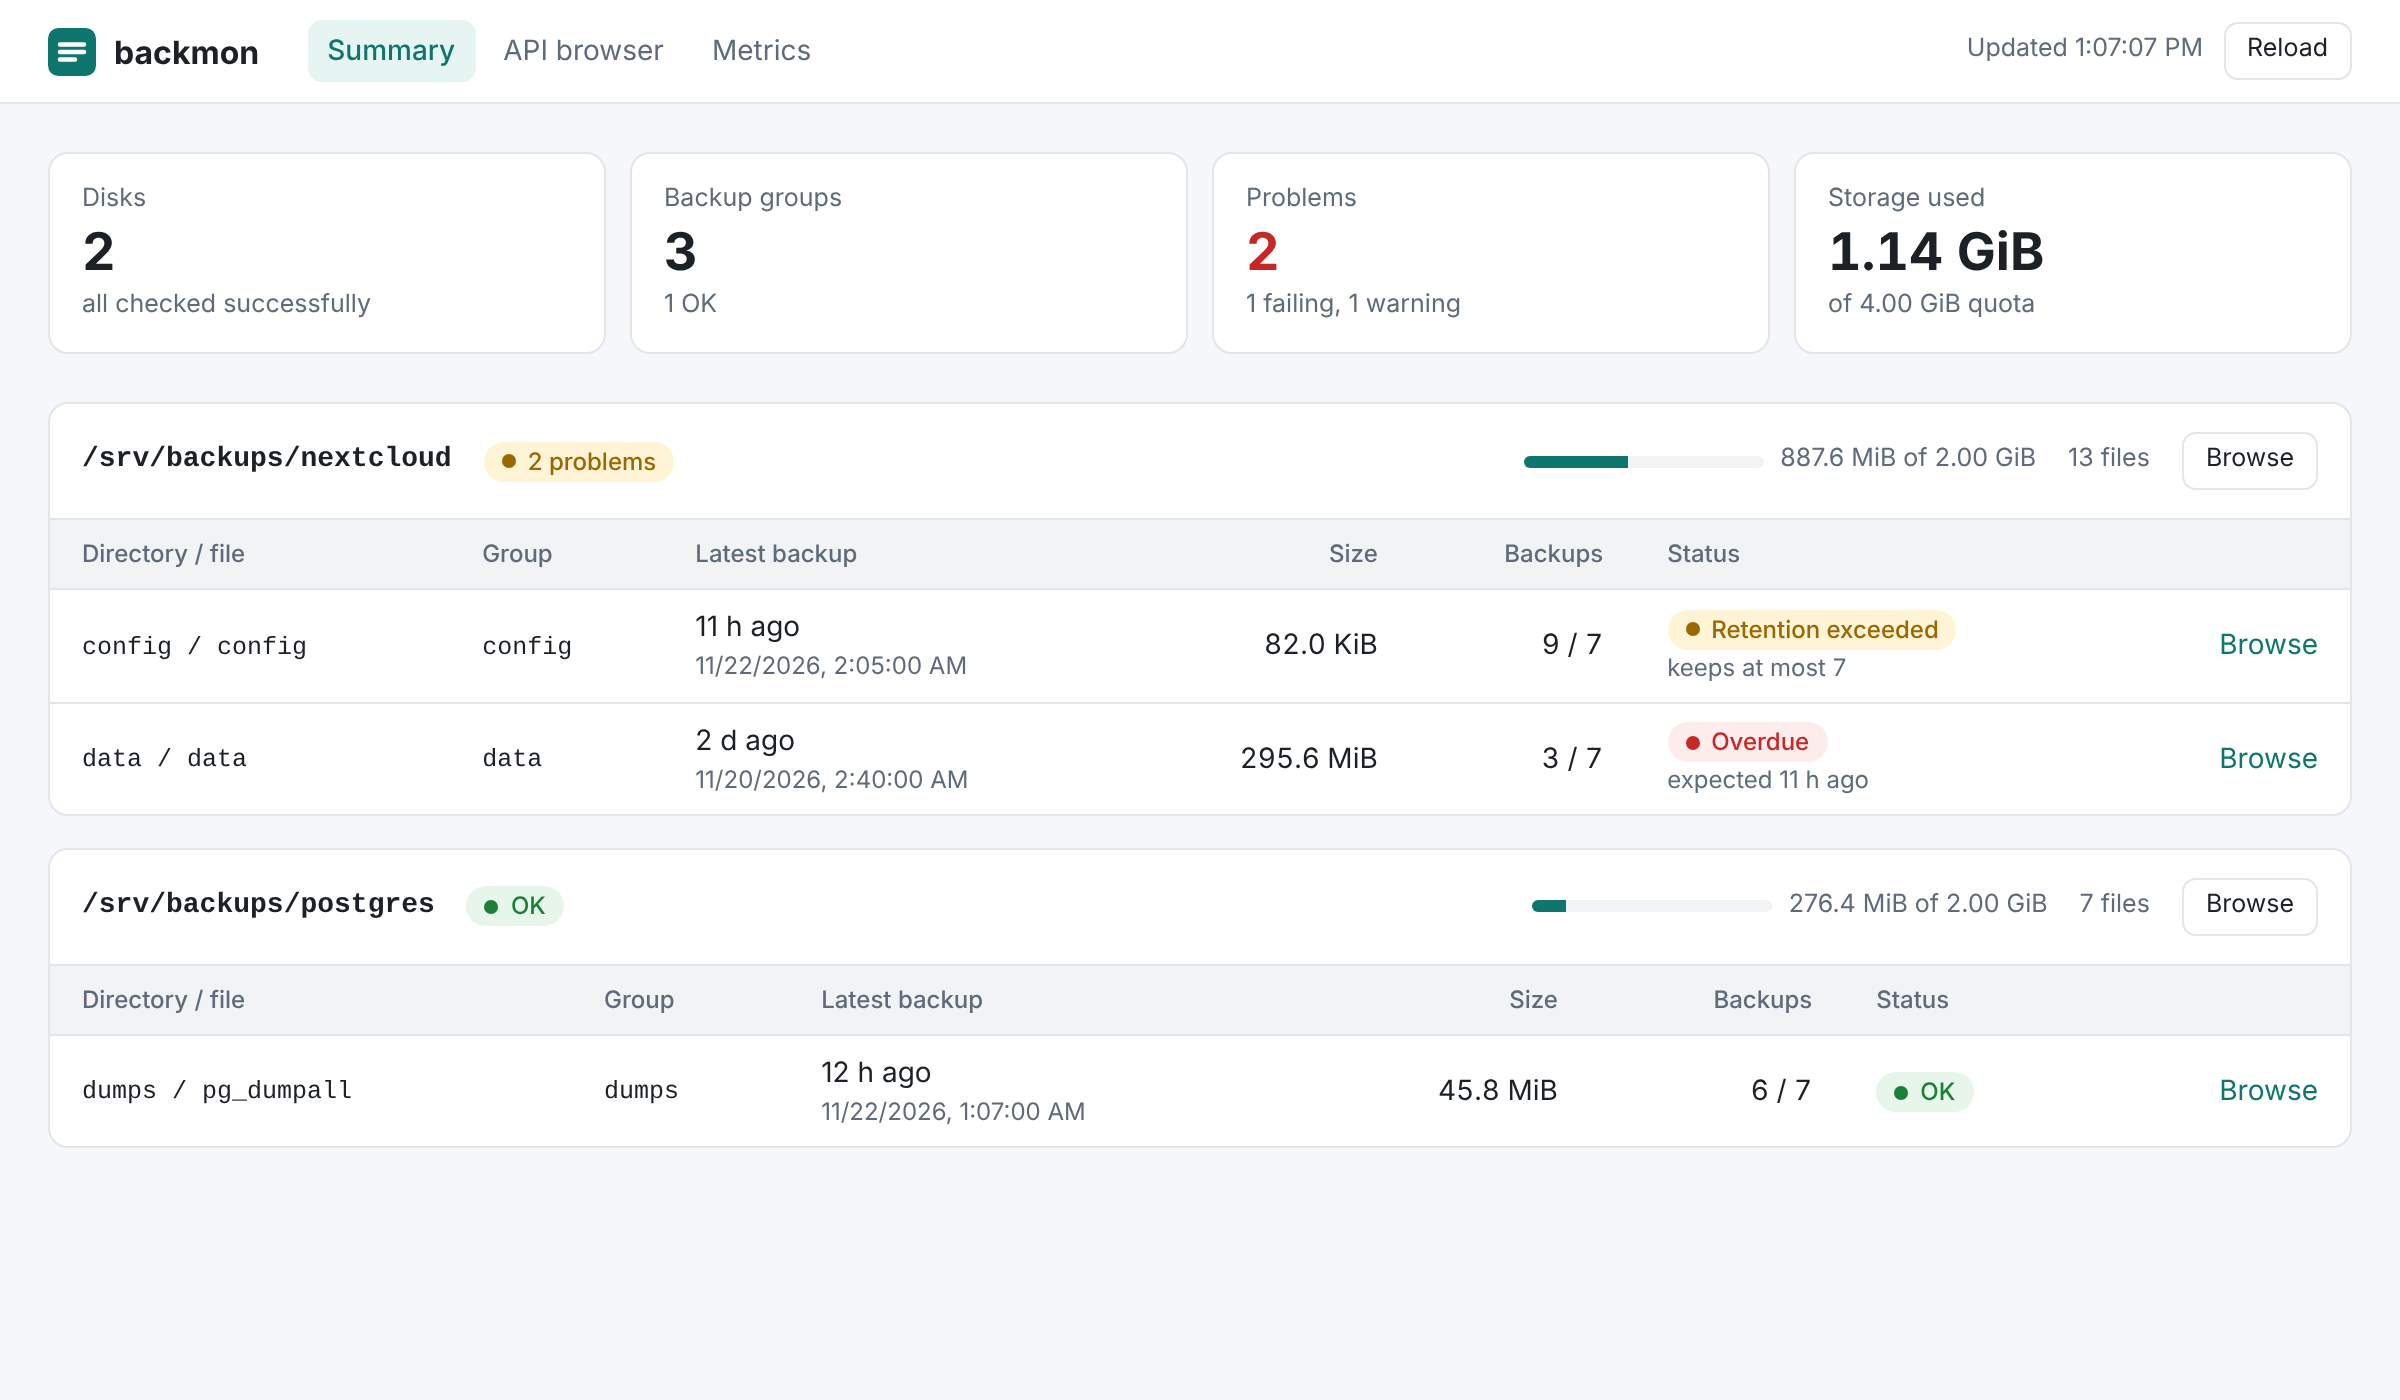 backmon Summary API browser Metrics Updated 1:07:07 PM Reload
Disks
2
all checked successfully
Backup groups
3
1 OK
Problems
2
1 failing, 1 warning
Storage used
1.14 GiB
of 4.00 GiB quota
/srv/backups/nextcloud 2 problems 887.6 MiB of 2.00 GiB 13 files Browse
Directory / file Group Latest backup Size Backups Status
config / config config 11 h ago 82.0 KiB 9 / 7 Retention exceeded Browse
11/22/2026, 2:05:00 AM keeps at most 7
data / data data 2 d ago 295.6 MiB 3 / 7 Overdue Browse
11/20/2026, 2:40:00 AM expected 11 h ago
/srv/backups/postgres OK 276.4 MiB of 2.00 GiB 7 files Browse
Directory / file Group Latest backup Size Backups Status
dumps / pg_dumpall dumps 12 h ago 45.8 MiB 6 / 7 OK Browse
11/22/2026, 1:07:00 AM